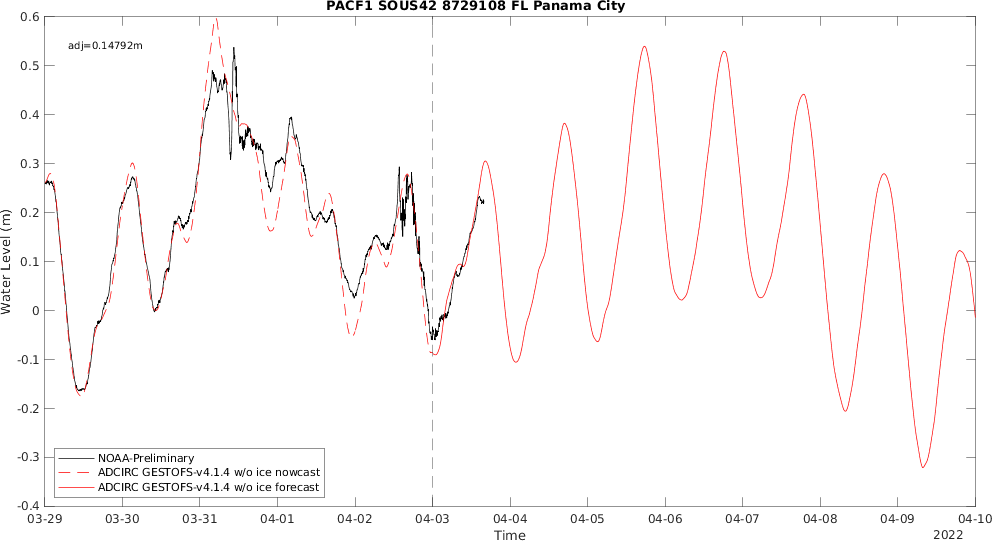 PACF1 SOUS42 8729108 FL Panama City
adj=0.14792m
0.6
0.5
0.4
0.3
0.2
0.1
0
-0.1
-0.2
-0.3
-0.4
Water Level (m)
NOAA-Preliminary
ADCIRC GESTOFS-v4.1.4 w/o ice nowcast
ADCIRC GESTOFS-v4.1.4 w/o ice forecast
03-29 03-30 03-31 04-01 04-02 04-03 04-04 04-05 04-06 04-07 04-08 04-09 04-10
Time
2022